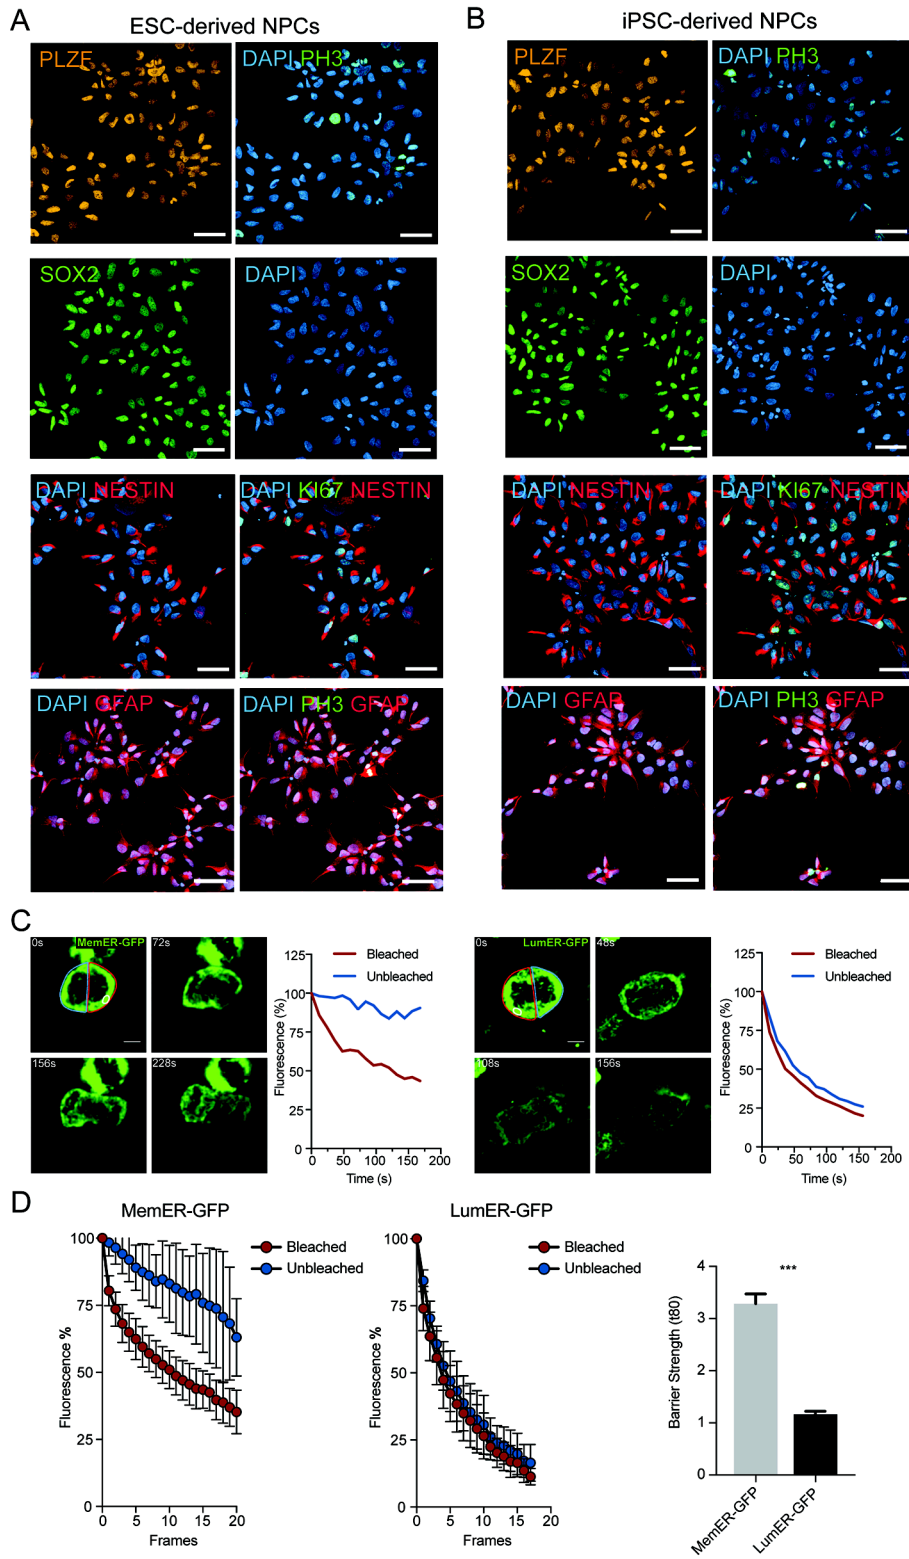 A
ESC-derived NPCs
B
iPSC-derived NPCs
PLZF
DAPI PH3
PLZF
DAPI PH3
SOX2
DAPI
SOX2
DAPI
DAPI NESTIN
DAPI KI67 NESTIN
DAPI NESTIN
DAPI KI67 NESTIN
DAPI GFAP
DAPI PH3 GFAP
DAPI GFAP
DAPI PH3 GFAP
C
0s
MemER-GFP
72s
156s
228s
Bleached
Unbleached
125
100
75
50
25
0
Fluorescence (%)
0 50 100 150 200
Time (s)
0s
LumER-GFP
48s
108s
156s
Bleached
Unbleached
125
100
75
50
25
0
Fluorescence (%)
0 50 100 150 200
Time (s)
D
MemER-GFP
Bleached
Unbleached
100
75
50
25
0
Fluorescence %
0 5 10 15 20
Frames
LumER-GFP
Bleached
Unbleached
100
75
50
25
0
Fluorescence %
0 5 10 15 20
Frames
***
4
3
2
1
0
Barrier Strength (t80)
MemER-GFP
LumER-GFP